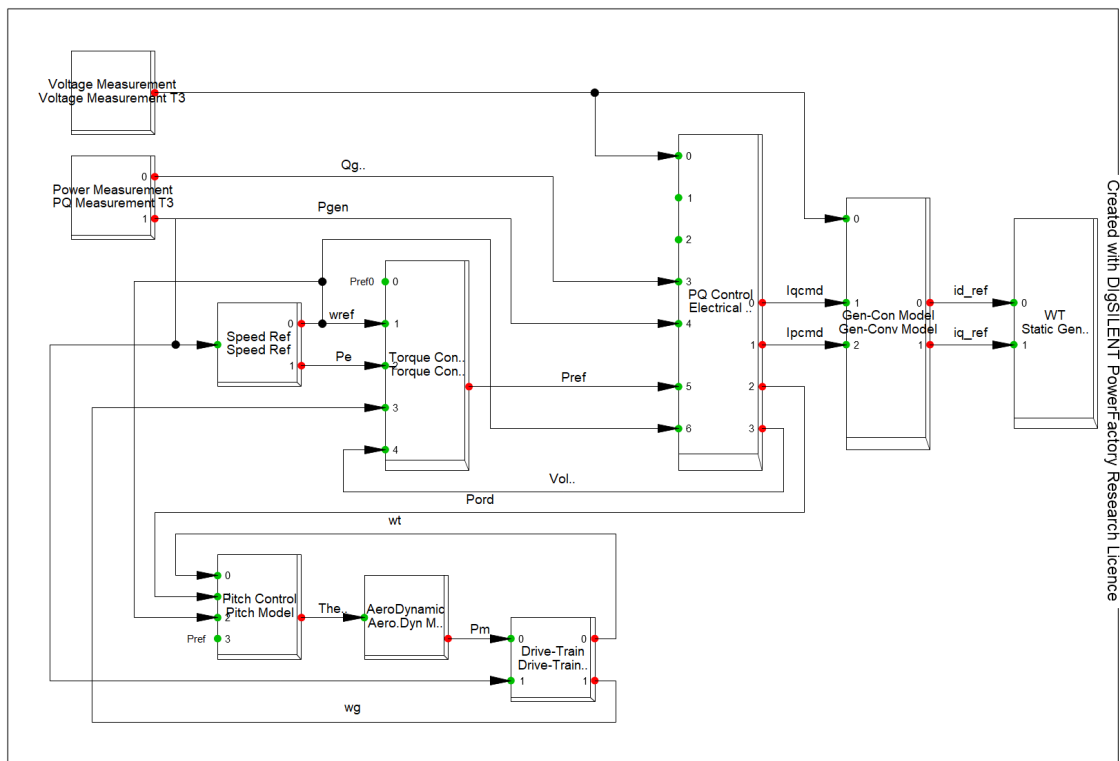 Voltage Measurement
Voltage Measurement T3
Power Measurement
PQ Measurement T3
0
1
Qg..
Pgen
Pref0
0
1
2
3
4
Torque Con..
Torque Con..
Speed Ref
Speed Ref
0
1
wref
Pe
Pref
0
1
2
3
4
5
6
PQ Control
Electrical ..
0
1
2
3
Iqcmd
Ipcmd
0
1
2
Gen-Con Model
Gen-Conv Model
0
1
id_ref
iq_ref
0
1
WT
Static Gen..
Vol..
Pord
wt
0
2
Pref
3
Pitch Control
Pitch Model
The..
AeroDynamic
Aero.Dyn M..
Pm
0
1
Drive-Train
Drive-Train..
0
1
wg
Created with DIgSILENT PowerFactory Research Licence